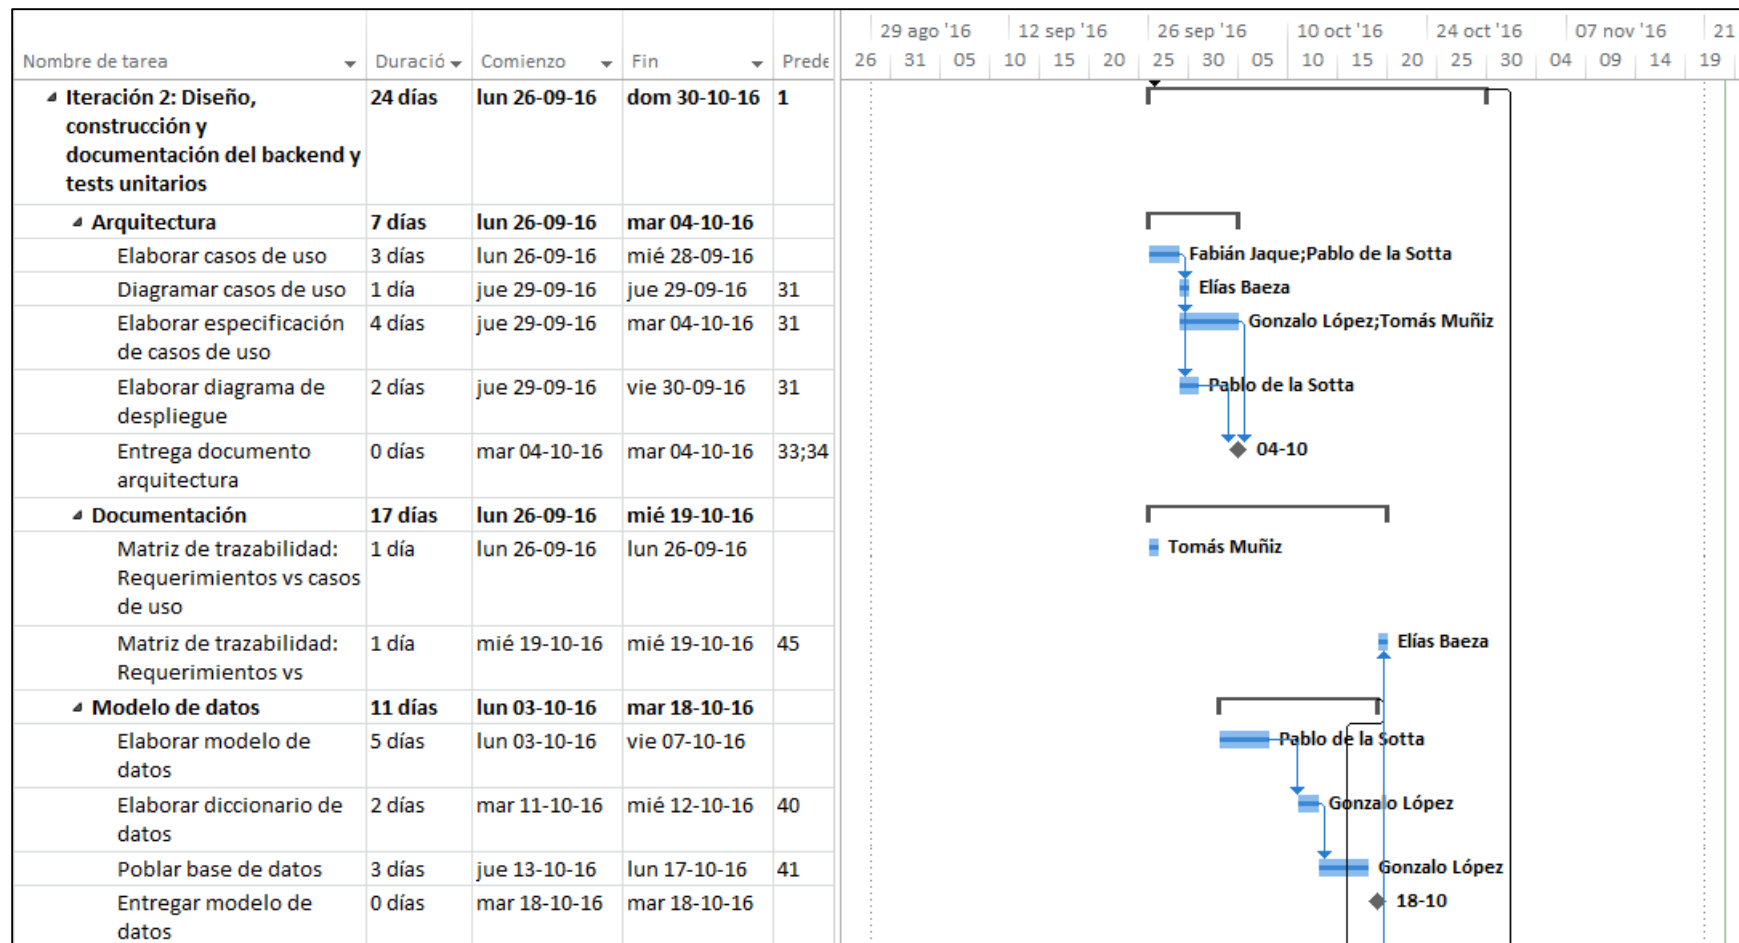 29 ago '16 12 sep '16 26 sep '16 10 oct '16 24 oct '16 07 nov '16 21
Nombre de tarea Duració Comienzo Fin Prede 26 31 05 10 15 20 25 30 05 10 15 20 25 30 04 09 14 19
Iteración 2: Diseño, 24 días lun 26-09-16 dom 30-10-16 1
construcción y
documentación del backend y
tests unitarios
Arquitectura 7 días lun 26-09-16 mar 04-10-16
Elaborar casos de uso 3 días lun 26-09-16 mié 28-09-16 Fabián Jaque;Pablo de la Sotta
Diagramar casos de uso 1 día jue 29-09-16 jue 29-09-16 31 Elías Baeza
Elaborar especificación 4 días jue 29-09-16 mar 04-10-16 31 Gonzalo López;Tomás Muñiz
de casos de uso
Elaborar diagrama de 2 días jue 29-09-16 vie 30-09-16 31 Pablo de la Sotta
despliegue
Entrega documento 0 días mar 04-10-16 mar 04-10-16 33;34 04-10
arquitectura
Documentación 17 días lun 26-09-16 mié 19-10-16
Matriz de trazabilidad: 1 día lun 26-09-16 lun 26-09-16 Tomás Muñiz
Requerimientos vs casos
de uso
Matriz de trazabilidad: 1 día mié 19-10-16 mié 19-10-16 45 Elías Baeza
Requerimientos vs
Modelo de datos 11 días lun 03-10-16 mar 18-10-16
Elaborar modelo de 5 días lun 03-10-16 vie 07-10-16 Pablo de la Sotta
datos
Elaborar diccionario de 2 días mar 11-10-16 mié 12-10-16 40 Gonzalo López
datos
Poblar base de datos 3 días jue 13-10-16 lun 17-10-16 41 Gonzalo López
Entregar modelo de 0 días mar 18-10-16 mar 18-10-16 18-10
datos